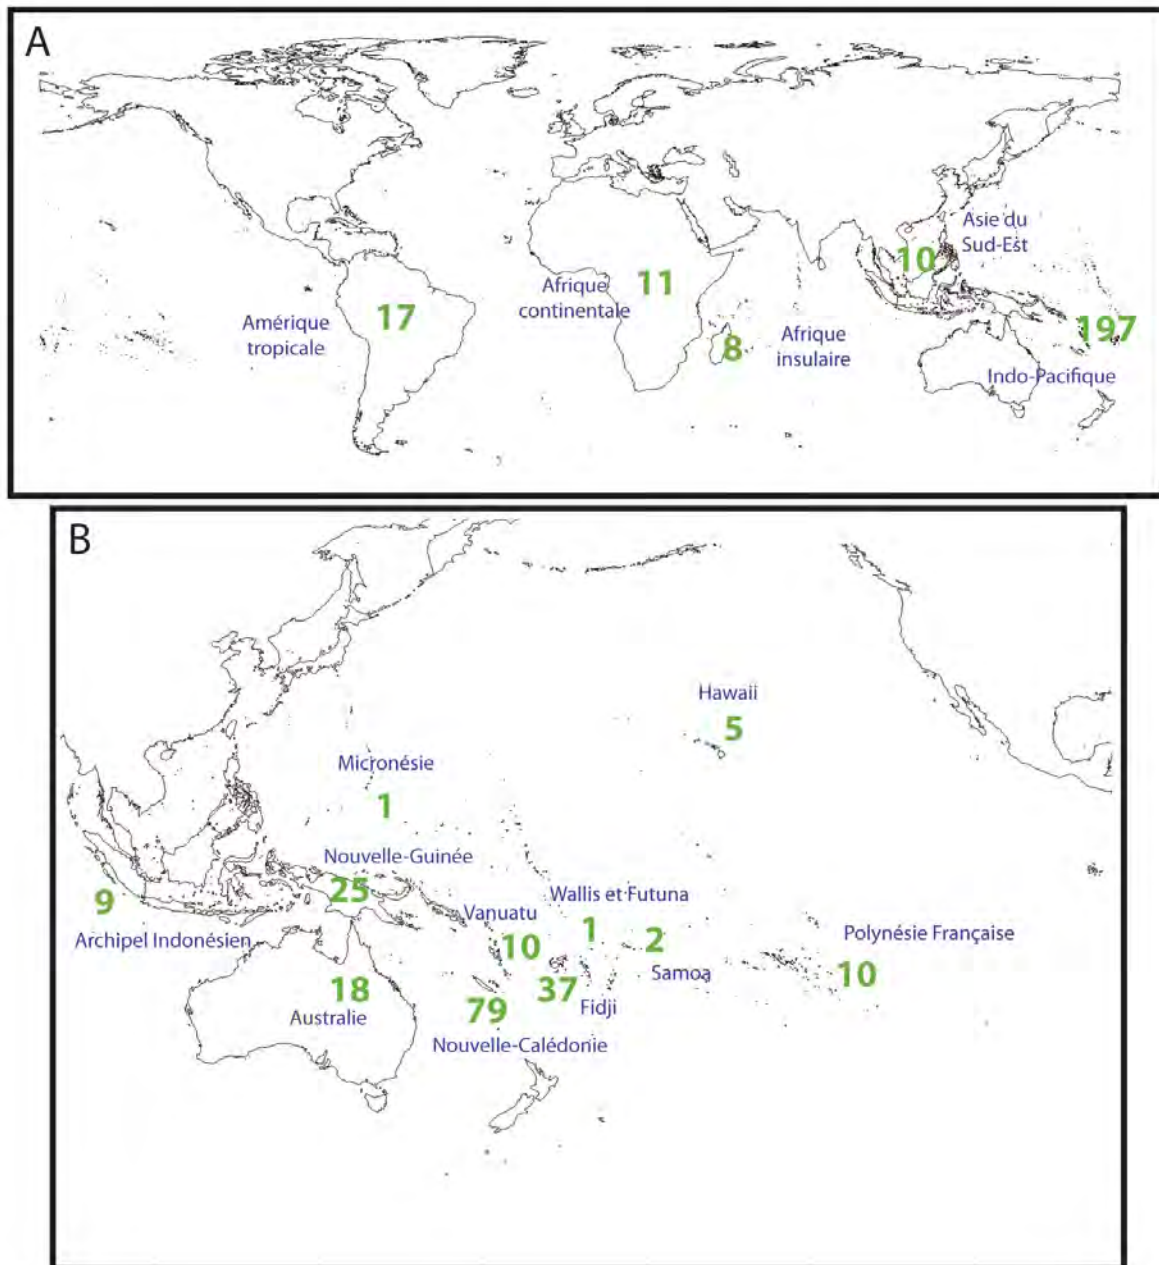 A
Asie du
Sud-Est
10
Afrique
continentale
11
17
Amérique
tropicale
8
Afrique
insulaire
197
Indo-Pacifique
B
Hawaii
5
Micronésie
1
Nouvelle-Guinée
25
9
Archipel Indonésien
Wallis et Futuna
1
Vanuatu
10
2
Samoa
Polynésie Française
10
18
Australie
37
Fidji
79
Nouvelle-Calédonie